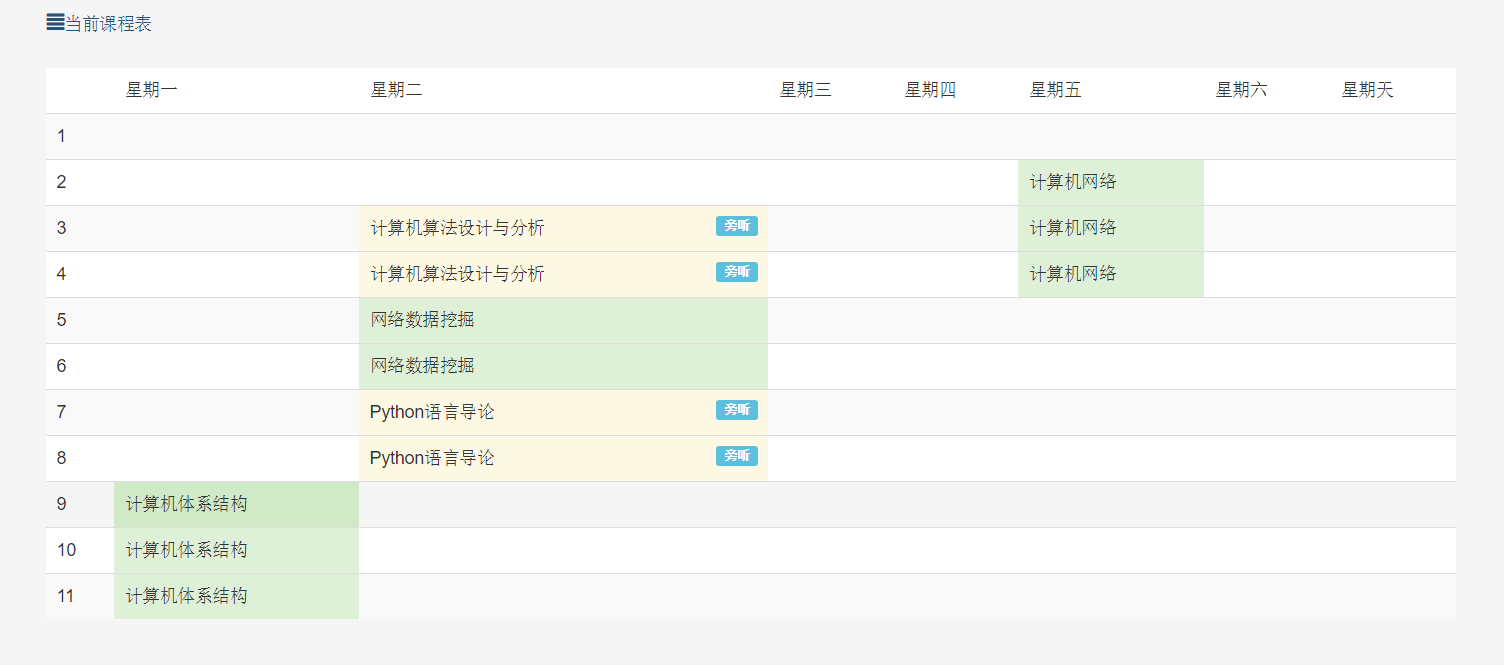 当前课程表
星期一 星期二 星期三 星期四 星期五 星期六 星期天
1
2 计算机网络
3 计算机算法设计与分析 旁听 计算机网络
4 计算机算法设计与分析 旁听 计算机网络
5 网络数据挖掘
6 网络数据挖掘
7 Python语言导论 旁听
8 Python语言导论 旁听
9 计算机体系结构
10 计算机体系结构
11 计算机体系结构